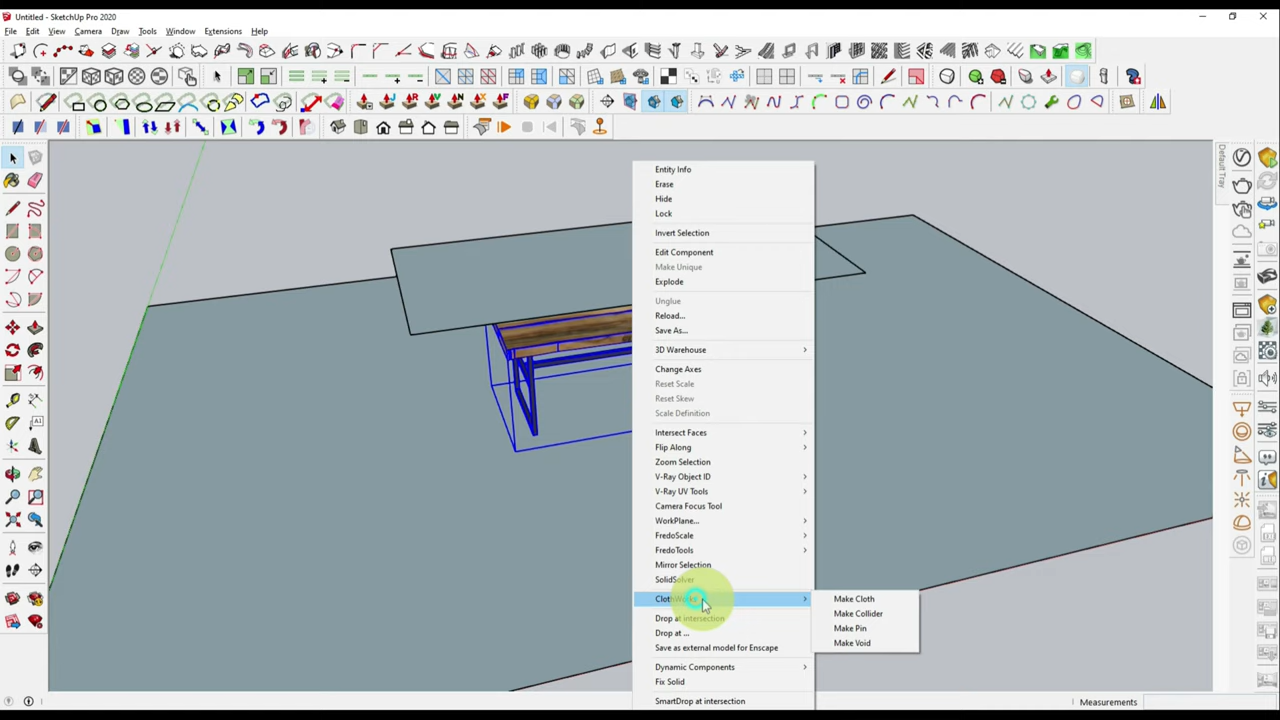 Untitled - SketchUp Pro 2020
File Edit View Camera Draw Tools Window Extensions Help
Default Tray
Entity Info
Erase
Hide
Lock
Invert Selection
Edit Component
Make Unique
Explode
Unglue
Reload...
Save As...
3D Warehouse
Change Axes
Reset Scale
Reset Skew
Scale Definition
Intersect Faces
Flip Along
Zoom Selection
V-Ray Object ID
V-Ray UV Tools
Camera Focus Tool
WorkPlane...
FredoScale
FredoTools
Mirror Selection
SolidSolver
ClothWorks
Make Cloth
Make Collider
Make Pin
Make Void
Drop at intersection
Drop at ...
Save as external model for Enscape
Dynamic Components
Fix Solid
SmartDrop at intersection
Measurements